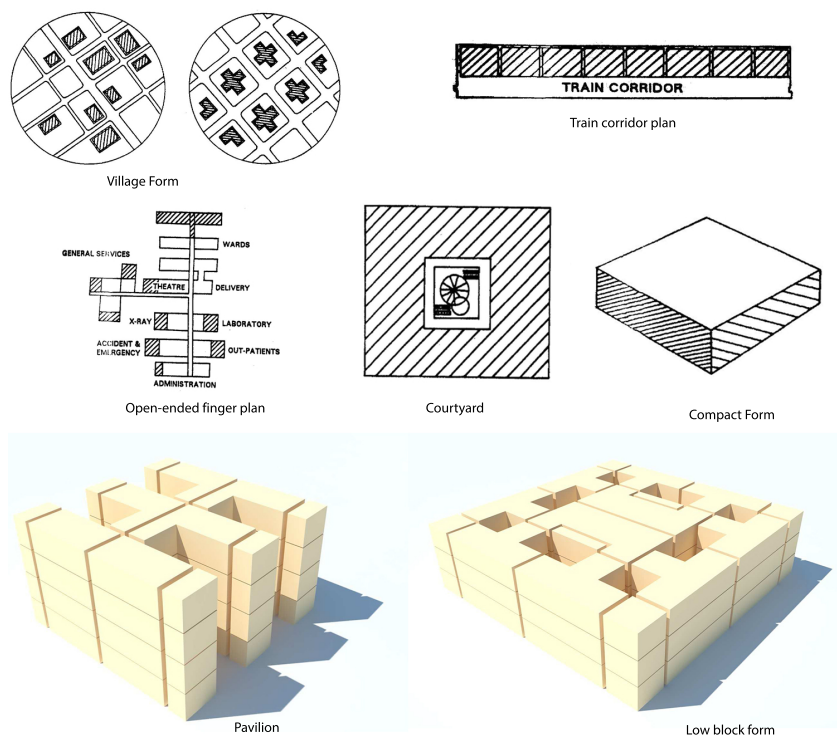 Village Form
TRAIN CORRIDOR
Train corridor plan
GENERAL SERVICES
WARDS
THEATRE
DELIVERY
X-RAY
LABORATORY
ACCIDENT &
EMERGENCY
OUT-PATIENTS
ADMINISTRATION
Open-ended finger plan
Courtyard
Compact Form
Pavilion
Low block form